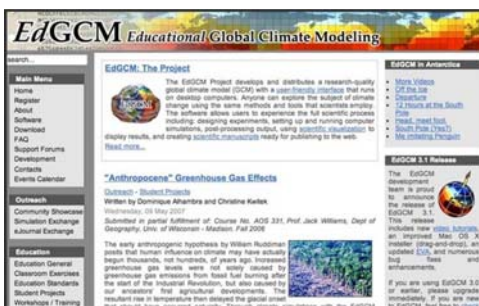 EdGCM Educational Global Climate Modeling
search...
Main Menu
Home
Register
About
Software
Download
FAQ
Support Forums
Development
Contacts
Events Calendar
Outreach
Community Showcase
Simulation Exchange
eJournal Exchange
Education
Education General
Classroom Exercises
Education Standards
Student Projects
Workshops / Training
EdGCM: The Project
The EdGCM Project develops and distributes a research-quality
global climate model (GCM) with a user-friendly interface that runs
on desktop computers. Anyone can explore the subject of climate
change using the same methods and tools that scientists employ.
The software allows users to experience the full scientific process
including: designing experiments, setting up and running computer
simulations, post-processing output, using scientific visualization to
display results, and creating scientific manuscripts ready for publishing to the web.
Read more...
"Anthropocene" Greenhouse Gas Effects
Outreach - Student Projects
Written by Dominique Alhambra and Christine Kwitek
Wednesday, 09 May 2007
Submitted in partial fulfillment of: Course No. AOS 331, Prof. Jack Williams, Dept of
Geography, Univ. of Wisconsin - Madison. Fall 2006
The early anthropogenic hypothesis by William Ruddiman
posits that human influence on climate may have actually
begun thousands, not hundreds, of years ago. Increased
greenhouse gas levels were not solely caused by
greenhouse gas emissions from fossil fuel burning after
the start of the Industrial Revolution, but also caused by
our ancestors' first agricultural developments. The
resultant rise in temperature then delayed the glacial onset
EdGCM in Antarctica
More Videos
Off the Ice
Departure
12 Hours at the South
Pole
Head, meet foot.
South Pole (Yes?)
Me imitating Penguin
EdGCM 3.1 Release
The EdGCM
development
team is proud
to announce
the release of
EdGCM 3.1.
This release
includes new video tutorials,
an improved Mac OS X
installer (drag-and-drop), an
updated EVA, and numerous
bug fixes and
enhancements.
If you are using EdGCM 3.0
or earlier, please upgrade
immediately. If you are new